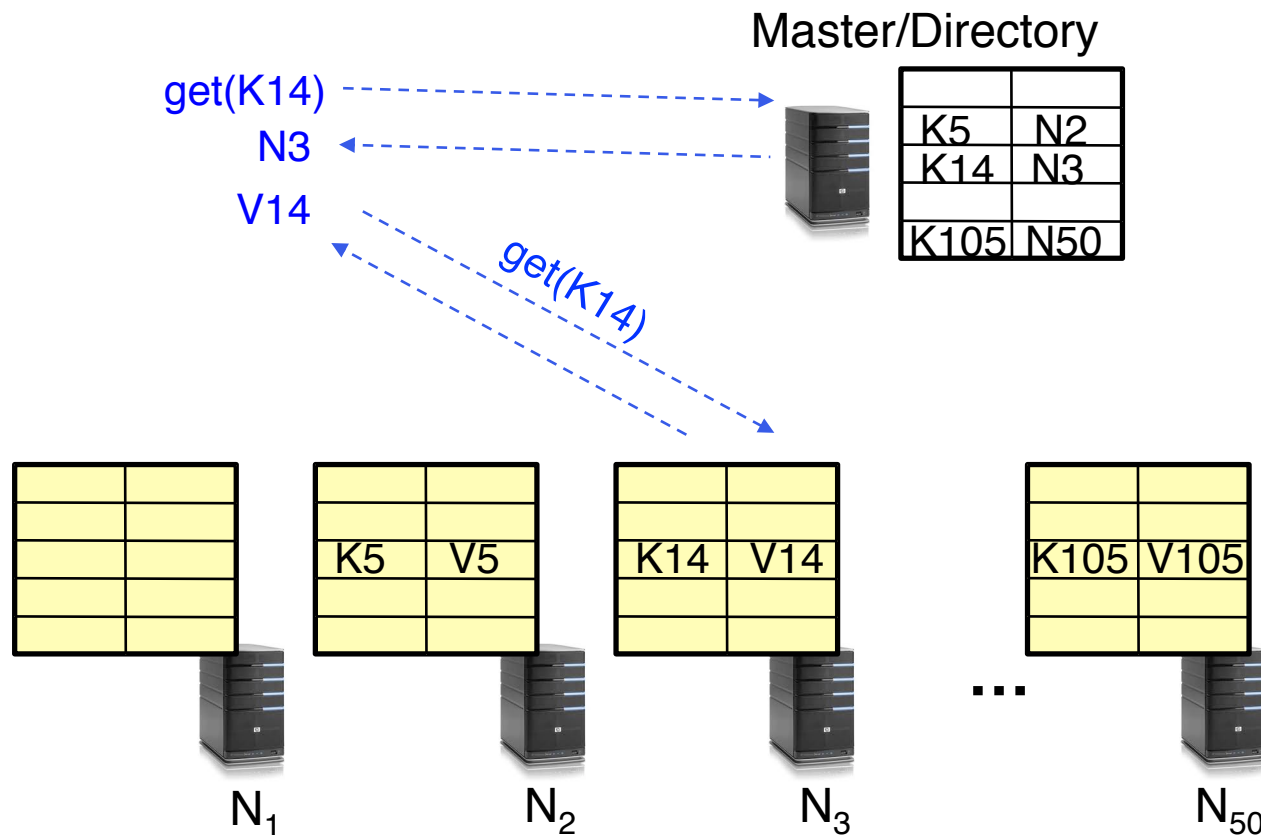 Master/Directory
get(K14)
N3
V14
K5 N2
K14 N3
K105 N50
get(K14)
K5 V5
K14 V14
K105 V105
...
N₁ N₂ N₃ N₅₀